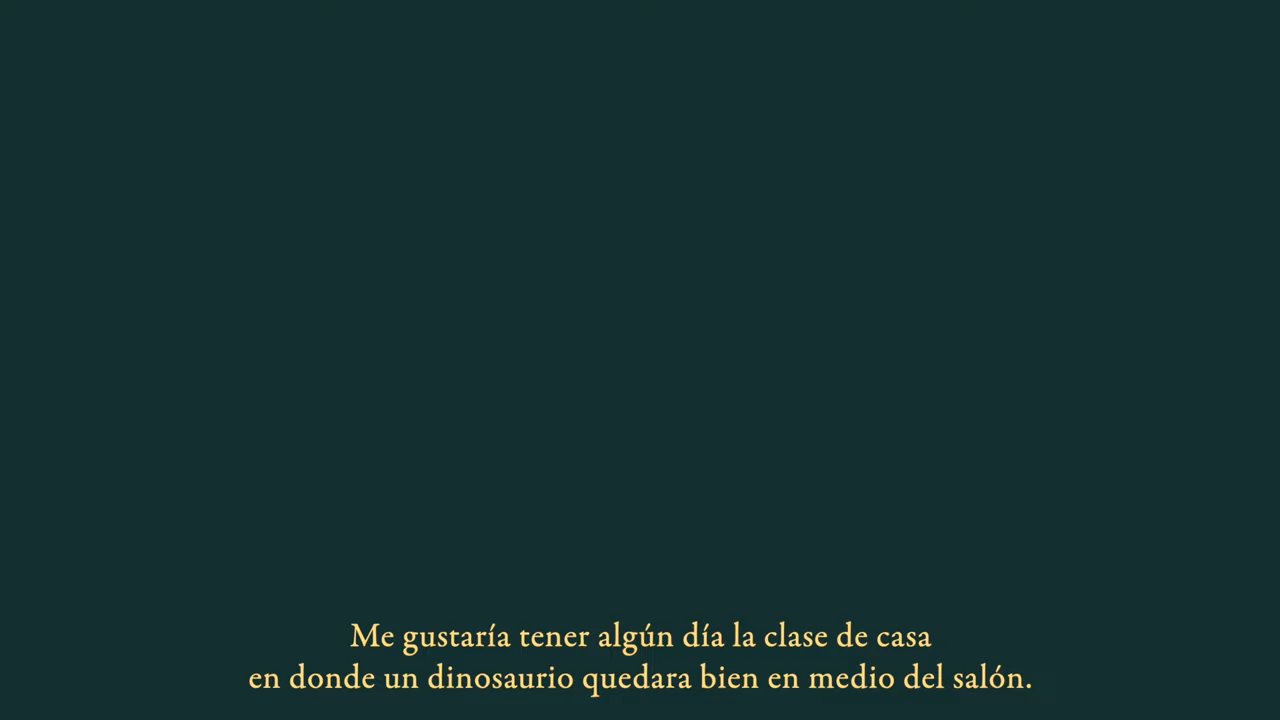 Me gustaría tener algún día la clase de casa
en donde un dinosaurio quedara bien en medio del salón.